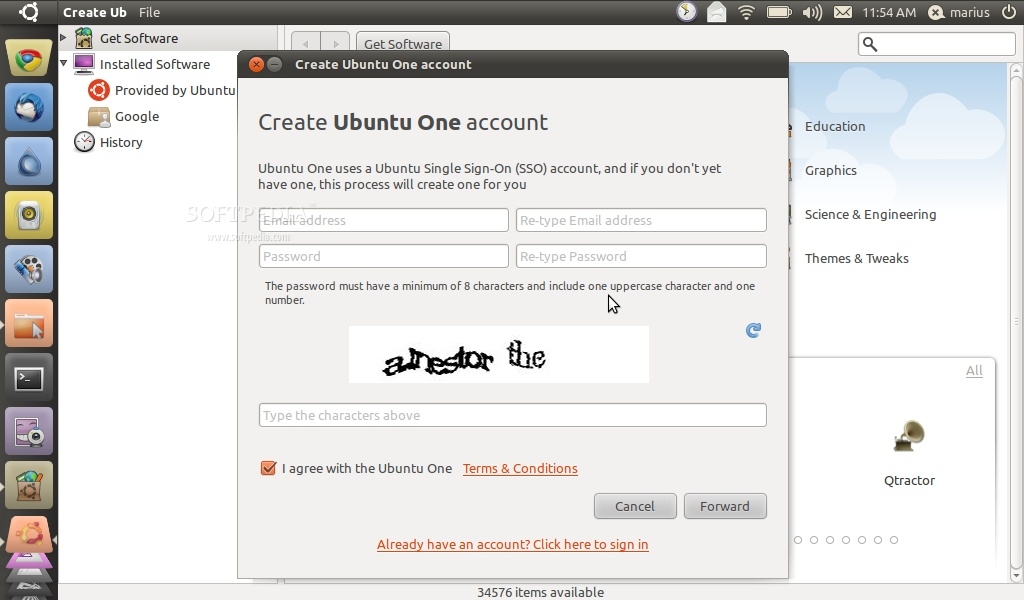 Create Ub File 11:54 AM marius
Get Software
Installed Software
Provided by Ubuntu
Google
History
Get Software
Create Ubuntu One account
Create Ubuntu One account
Ubuntu One uses a Ubuntu Single Sign-On (SSO) account, and if you don't yet
have one, this process will create one for you
Email address Re-type Email address
Password Re-type Password
SOFTPEDIA
www.softpedia.com
The password must have a minimum of 8 characters and include one uppercase character and one
number.
the
Type the characters above
I agree with the Ubuntu One Terms & Conditions
Cancel Forward
Already have an account? Click here to sign in
Education
Graphics
Science & Engineering
Themes & Tweaks
All
Qtractor
34576 items available